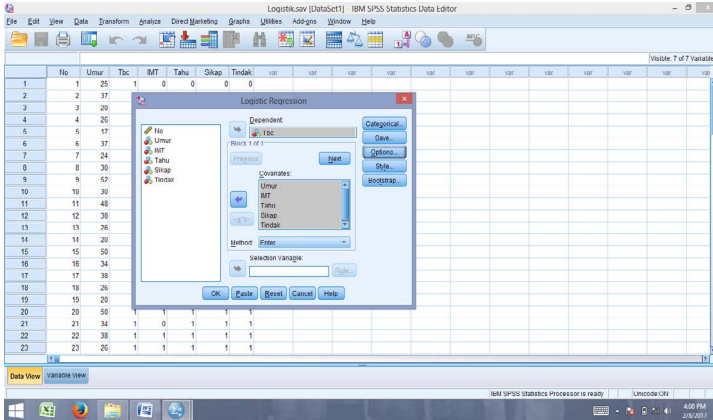 Logistik.sav [DataSet1] - IBM SPSS Statistics Data Editor
File Edit View Data Transform Analyze Direct Marketing Graphs Utilities Add-ons Window Help
Visible: 7 of 7 Variables
No Umur Tbc IMT Tahu Sikap Tindak var var var var var var var var var var
1 1 25 1 0 0 0 0
2 2 37
3 3 20
4 4 26
5 5 17
6 6 37
7 7 24
8 8 30
9 9 52
10 10 30
11 11 48
12 12 38
13 13 26
14 14 20
15 15 50
16 16 34
17 17 38
18 18 26
19 19 20
20 20 50 1 1 1 1 1
21 21 34 1 0 1 1 1
22 22 38 1 1 1 1 1
23 23 26 1 1 1 1 1
Logistic Regression
No
Umur
IMT
Tahu
Sikap
Tindak
Dependent:
Tbc
Block 1 of 1
Previous Next
Covariates:
Umur
IMT
Tahu
Sikap
Tindak
>a*b>
Method: Enter
Selection Variable:
Rule...
Categorical...
Save...
Options...
Style...
Bootstrap...
OK Paste Reset Cancel Help
Data View Variable View
IBM SPSS Statistics Processor is ready Unicode:ON
4:08 PM
2/8/2017